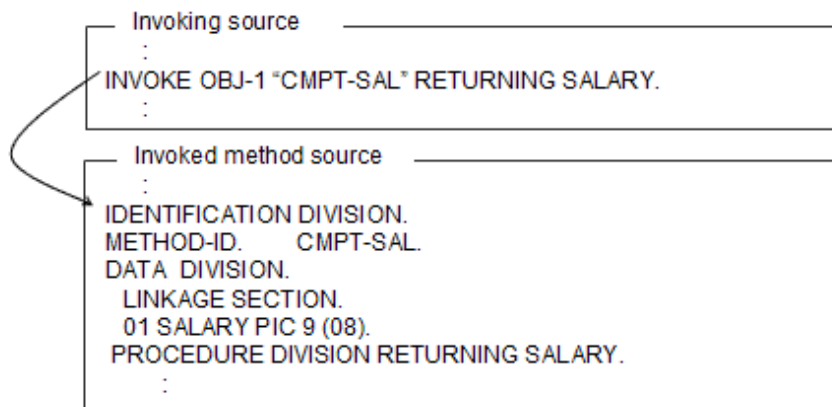 Invoking source
:
INVOKE OBJ-1 “CMPT-SAL” RETURNING SALARY.
:
Invoked method source
:
IDENTIFICATION DIVISION.
METHOD-ID. CMPT-SAL.
DATA DIVISION.
LINKAGE SECTION.
01 SALARY PIC 9 (08).
PROCEDURE DIVISION RETURNING SALARY.
: